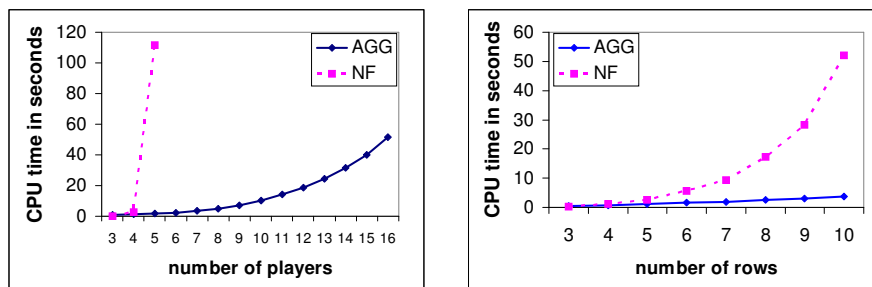 120
100
80
60
40
20
0
CPU time in seconds
AGG
NF
3 4 5 6 7 8 9 10 11 12 13 14 15 16
number of players
60
50
40
30
20
10
0
CPU time in seconds
AGG
NF
3 4 5 6 7 8 9 10
number of rows